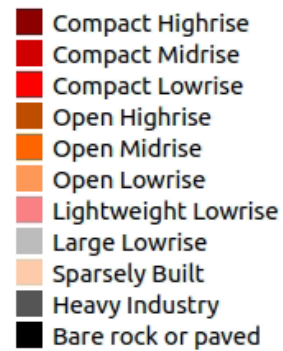 Compact Highrise
Compact Midrise
Compact Lowrise
Open Highrise
Open Midrise
Open Lowrise
Lightweight Lowrise
Large Lowrise
Sparsely Built
Heavy Industry
Bare rock or paved